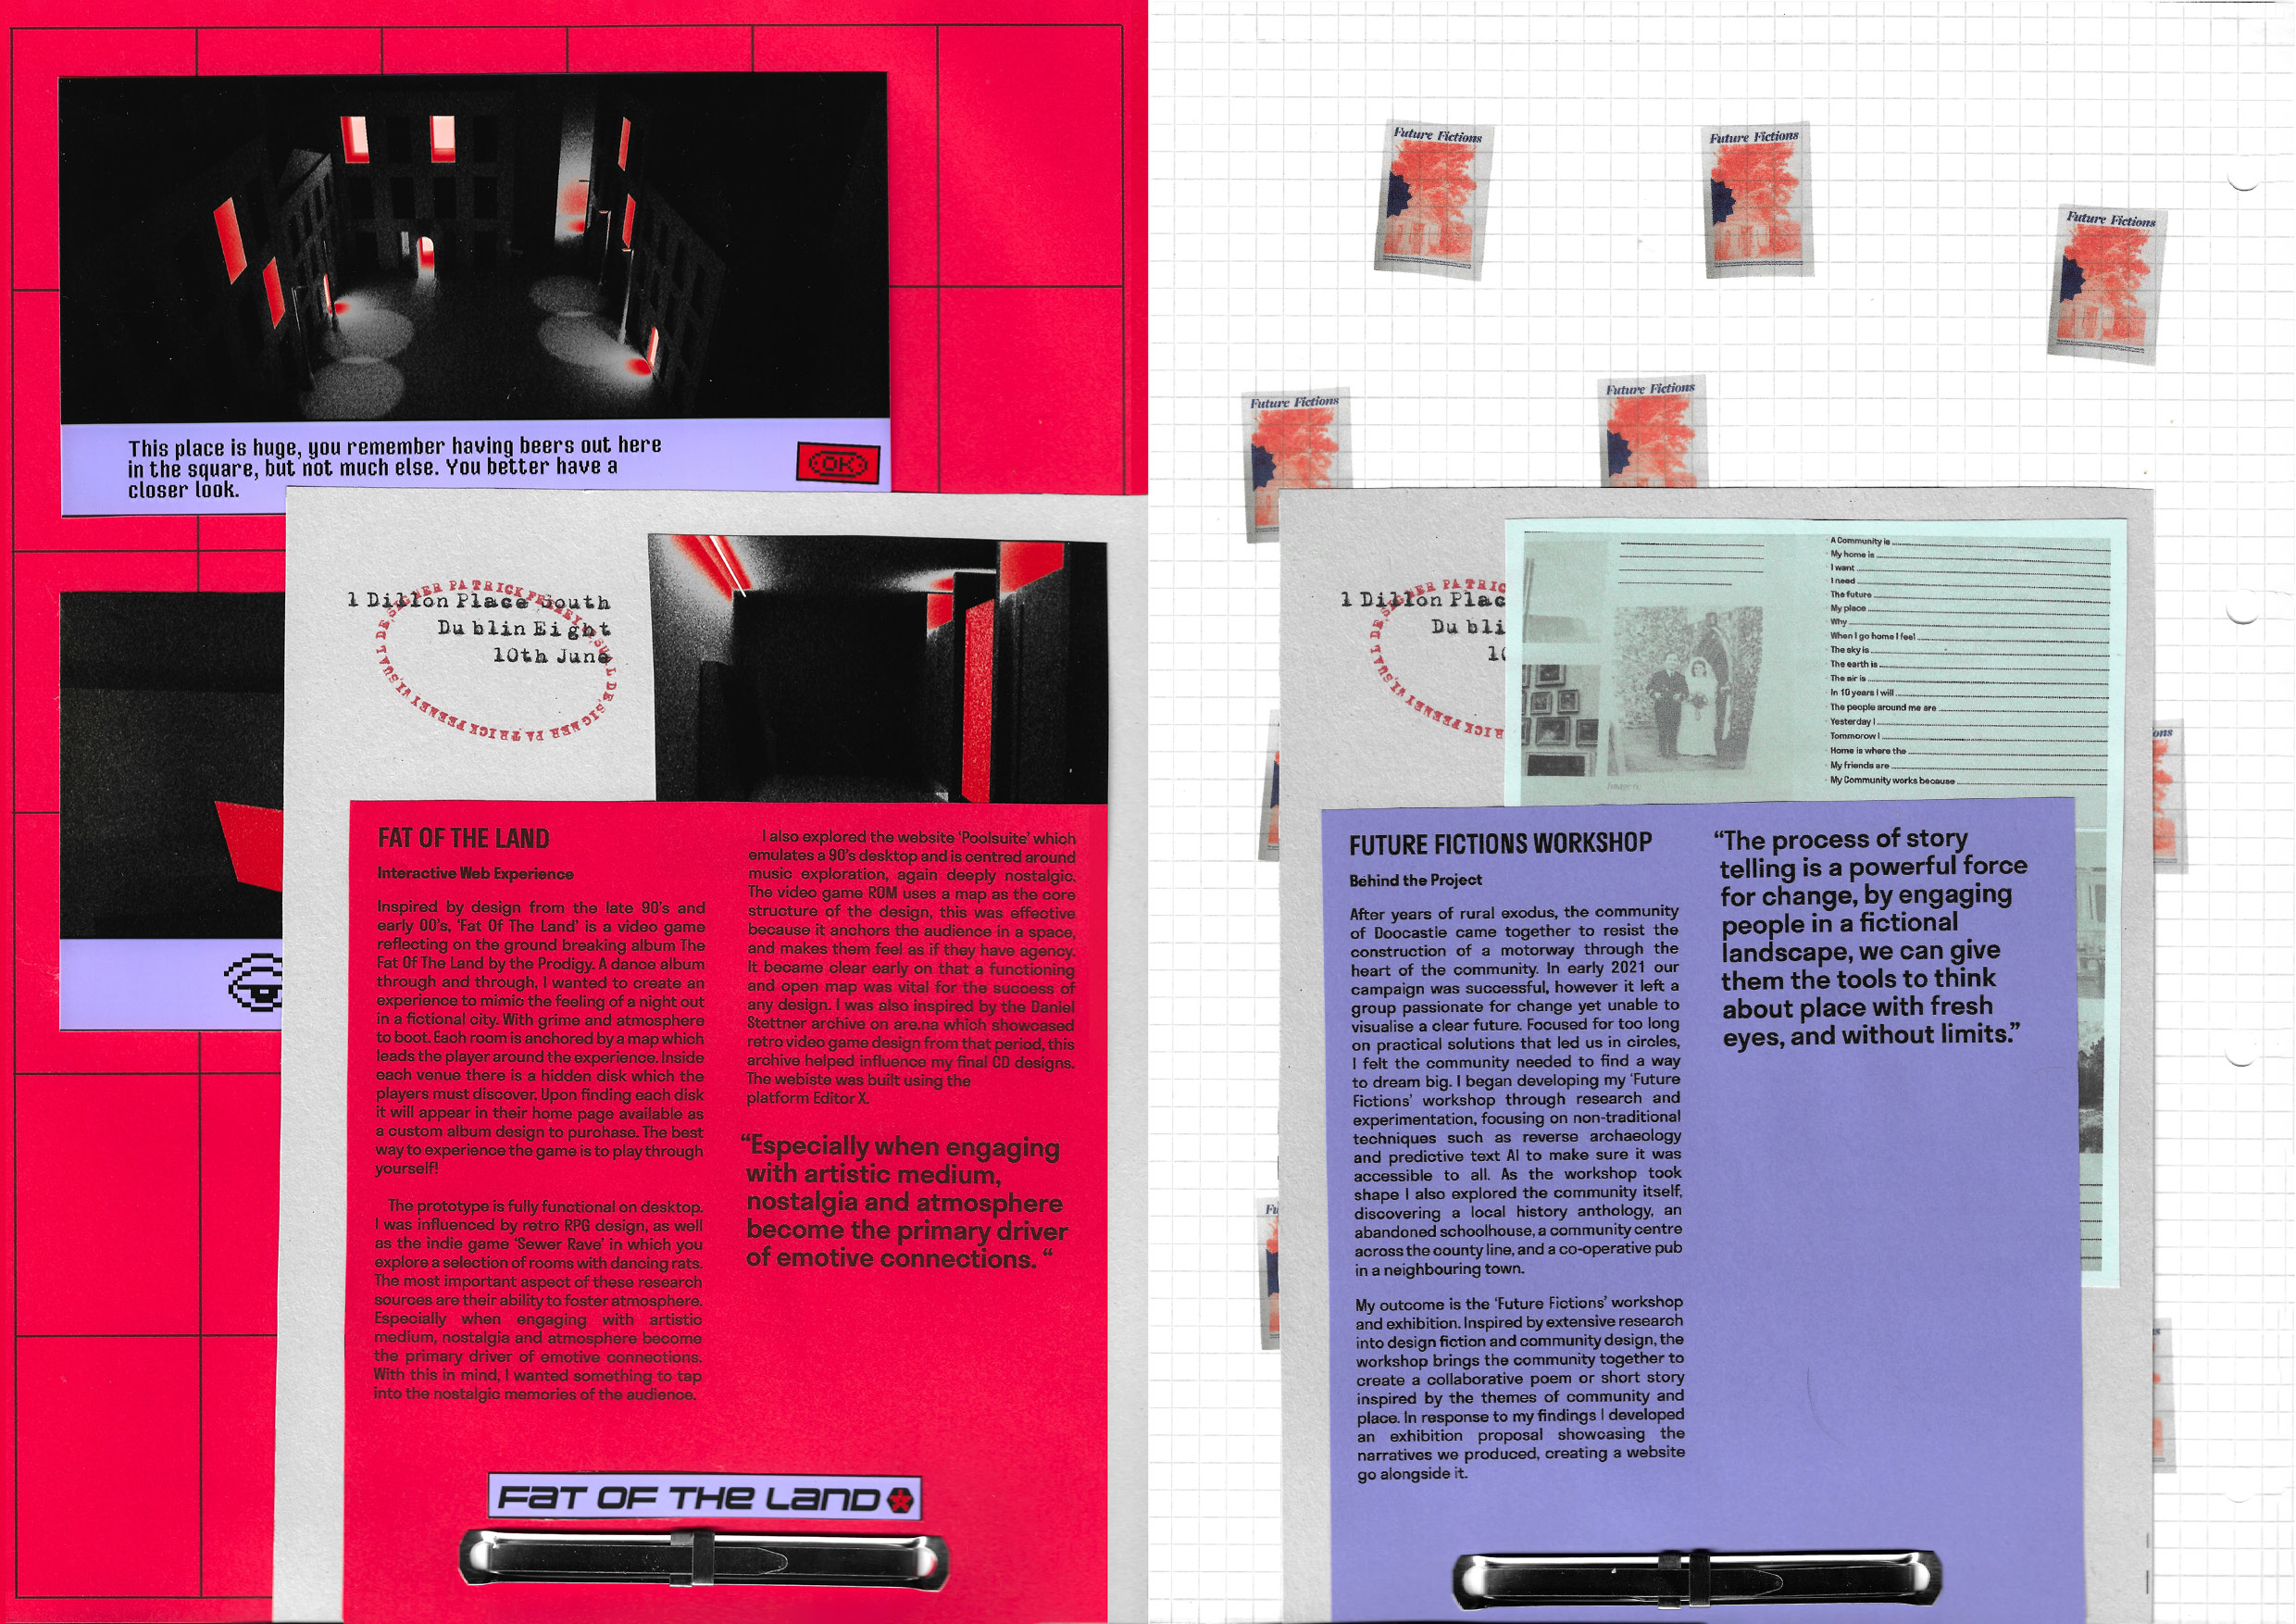 This place is huge, you remember having beers out here
in the square, but not much else. You better have a
closer look.
OK
1 Dillon Place South
Dublin Eight
10th June
PATRICK FEENEY VISUAL DESIGNER
FAT OF THE LAND
Interactive Web Experience
Inspired by design from the late 90's and
early 00's, 'Fat Of The Land' is a video game
reflecting on the ground breaking album The
Fat Of The Land by the Prodigy. A dance album
through and through, I wanted to create an
experience to mimic the feeling of a night out
in a fictional city. With grime and atmosphere
to boot. Each room is anchored by a map which
leads the player around the experience. Inside
each venue there is a hidden disk which the
players must discover. Upon finding each disk
it will appear in their home page available as
a custom album design to purchase. The best
way to experience the game is to play through
yourself!
The prototype is fully functional on desktop.
I was influenced by retro RPG design, as well
as the indie game 'Sewer Rave' in which you
explore a selection of rooms with dancing rats.
The most important aspect of these research
sources are their ability to foster atmosphere.
Especially when engaging with artistic
medium, nostalgia and atmosphere become
the primary driver of emotive connections.
With this in mind, I wanted something to tap
into the nostalgic memories of the audience.
I also explored the website 'Poolsuite' which
emulates a 90's desktop and is centred around
music exploration, again deeply nostalgic.
The video game ROM uses a map as the core
structure of the design, this was effective
because it anchors the audience in a space,
and makes them feel as if they have agency.
It became clear early on that a functioning
and open map was vital for the success of
any design. I was also inspired by the Daniel
Stettner archive on are.na which showcased
retro video game design from that period, this
archive helped influence my final CD designs.
The webiste was built using the
platform Editor X.
“Especially when engaging
with artistic medium,
nostalgia and atmosphere
become the primary driver
of emotive connections. “
FAT OF THE LAND
Future Fictions
Future Fictions
Future Fictions
Future Fictions
Future Fictions
1 Dillon Plac
Dubli
10
A Community is
My home is
I want
I need
The future
My place
Why
When I go home I feel
The sky is
The earth is
The air is
In 10 years I will
The people around me are
Yesterday I
Tommorow I
Home is where the
My friends are
My Community works because
ons
FUTURE FICTIONS WORKSHOP
Behind the Project
After years of rural exodus, the community
of Doocastle came together to resist the
construction of a motorway through the
heart of the community. In early 2021 our
campaign was successful, however it left a
group passionate for change yet unable to
visualise a clear future. Focused for too long
on practical solutions that led us in circles,
I felt the community needed to find a way
to dream big. I began developing my 'Future
Fictions' workshop through research and
experimentation, focusing on non-traditional
techniques such as reverse archaeology
and predictive text AI to make sure it was
accessible to all. As the workshop took
shape I also explored the community itself,
discovering a local history anthology, an
abandoned schoolhouse, a community centre
across the county line, and a co-operative pub
in a neighbouring town.
My outcome is the 'Future Fictions' workshop
and exhibition. Inspired by extensive research
into design fiction and community design, the
workshop brings the community together to
create a collaborative poem or short story
inspired by the themes of community and
place. In response to my findings I developed
an exhibition proposal showcasing the
narratives we produced, creating a website
go alongside it.
“The process of story
telling is a powerful force
for change, by engaging
people in a fictional
landscape, we can give
them the tools to think
about place with fresh
eyes, and without limits.”